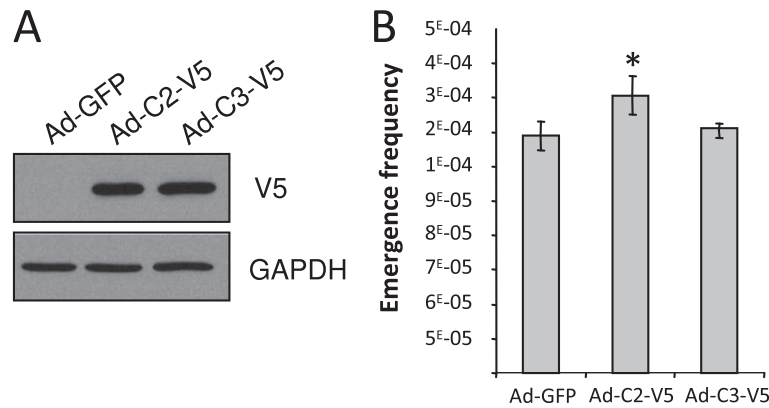 A
Ad-GFP
Ad-C2-V5
Ad-C3-V5
V5
GAPDH
B
Emergence frequency
5E-04
4E-04
3E-04
2E-04
1E-04
9E-05
8E-05
7E-05
6E-05
5E-05
*
Ad-GFP Ad-C2-V5 Ad-C3-V5